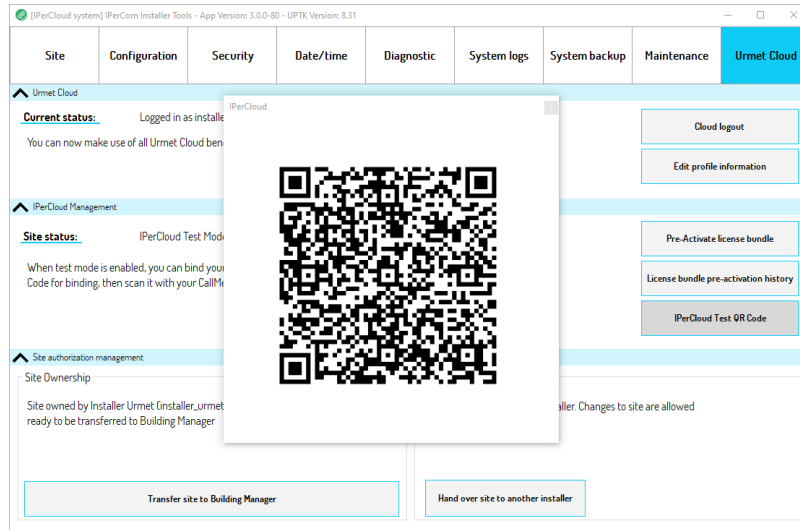 [IPerCloud system] IPerCom Installer Tools - App Version: 3.0.0-80 - UPTK Version: 8.31
Site
Configuration
Security
Date/time
Diagnostic
System logs
System backup
Maintenance
Urmet Cloud
Urmet Cloud
Current status:
Logged in as installe
You can now make use of all Urmet Cloud ben
Cloud logout
Edit profile information
IPerCloud
IPerCloud Management
Site status:
IPerCloud Test Mode
When test mode is enabled, you can bind your
Code for binding, then scan it with your CallMe
Pre-Activate license bundle
License bundle pre-activation history
IPerCloud Test QR Code
Site authorization management
Site Ownership
Site owned by Installer Urmet (installer_urmet
ready to be transferred to Building Manager
Transfer site to Building Manager
aller. Changes to site are allowed
Hand over site to another installer